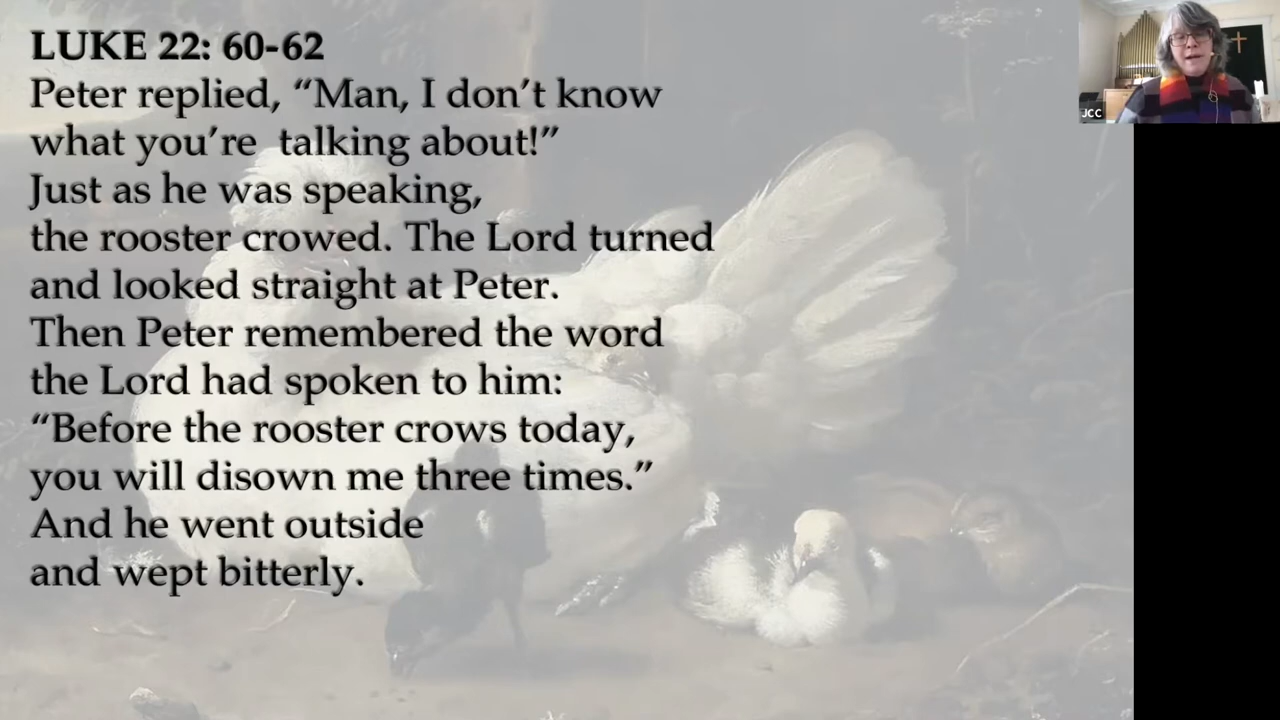 LUKE 22: 60-62
Peter replied, “Man, I don’t know
what you’re  talking about!”
Just as he was speaking,
the rooster crowed. The Lord turned
and looked straight at Peter.
Then Peter remembered the word
the Lord had spoken to him:
“Before the rooster crows today,
you will disown me three times.”
And he went outside
and wept bitterly.
JCC